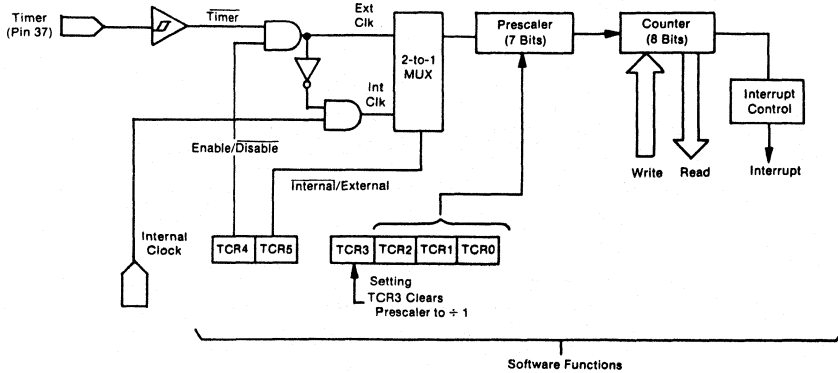 Timer
(Pin 37)
Timer
Ext
Clk
2-to-1
MUX
Prescaler
(7 Bits)
Counter
(8 Bits)
Int
Clk
Interrupt
Control
Enable/Disable
Internal/External
Write
Read
Interrupt
Internal
Clock
TCR4
TCR5
TCR3
TCR2
TCR1
TCR0
Setting
TCR3 Clears
Prescaler to ÷ 1
Software Functions